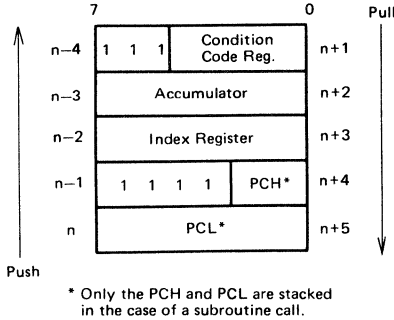 7 0
Push
Pull
n−4 1 1 1 Condition Code Reg. n+1
n−3 Accumulator n+2
n−2 Index Register n+3
n−1 1 1 1 1 PCH* n+4
n PCL* n+5
* Only the PCH and PCL are stacked
in the case of a subroutine call.